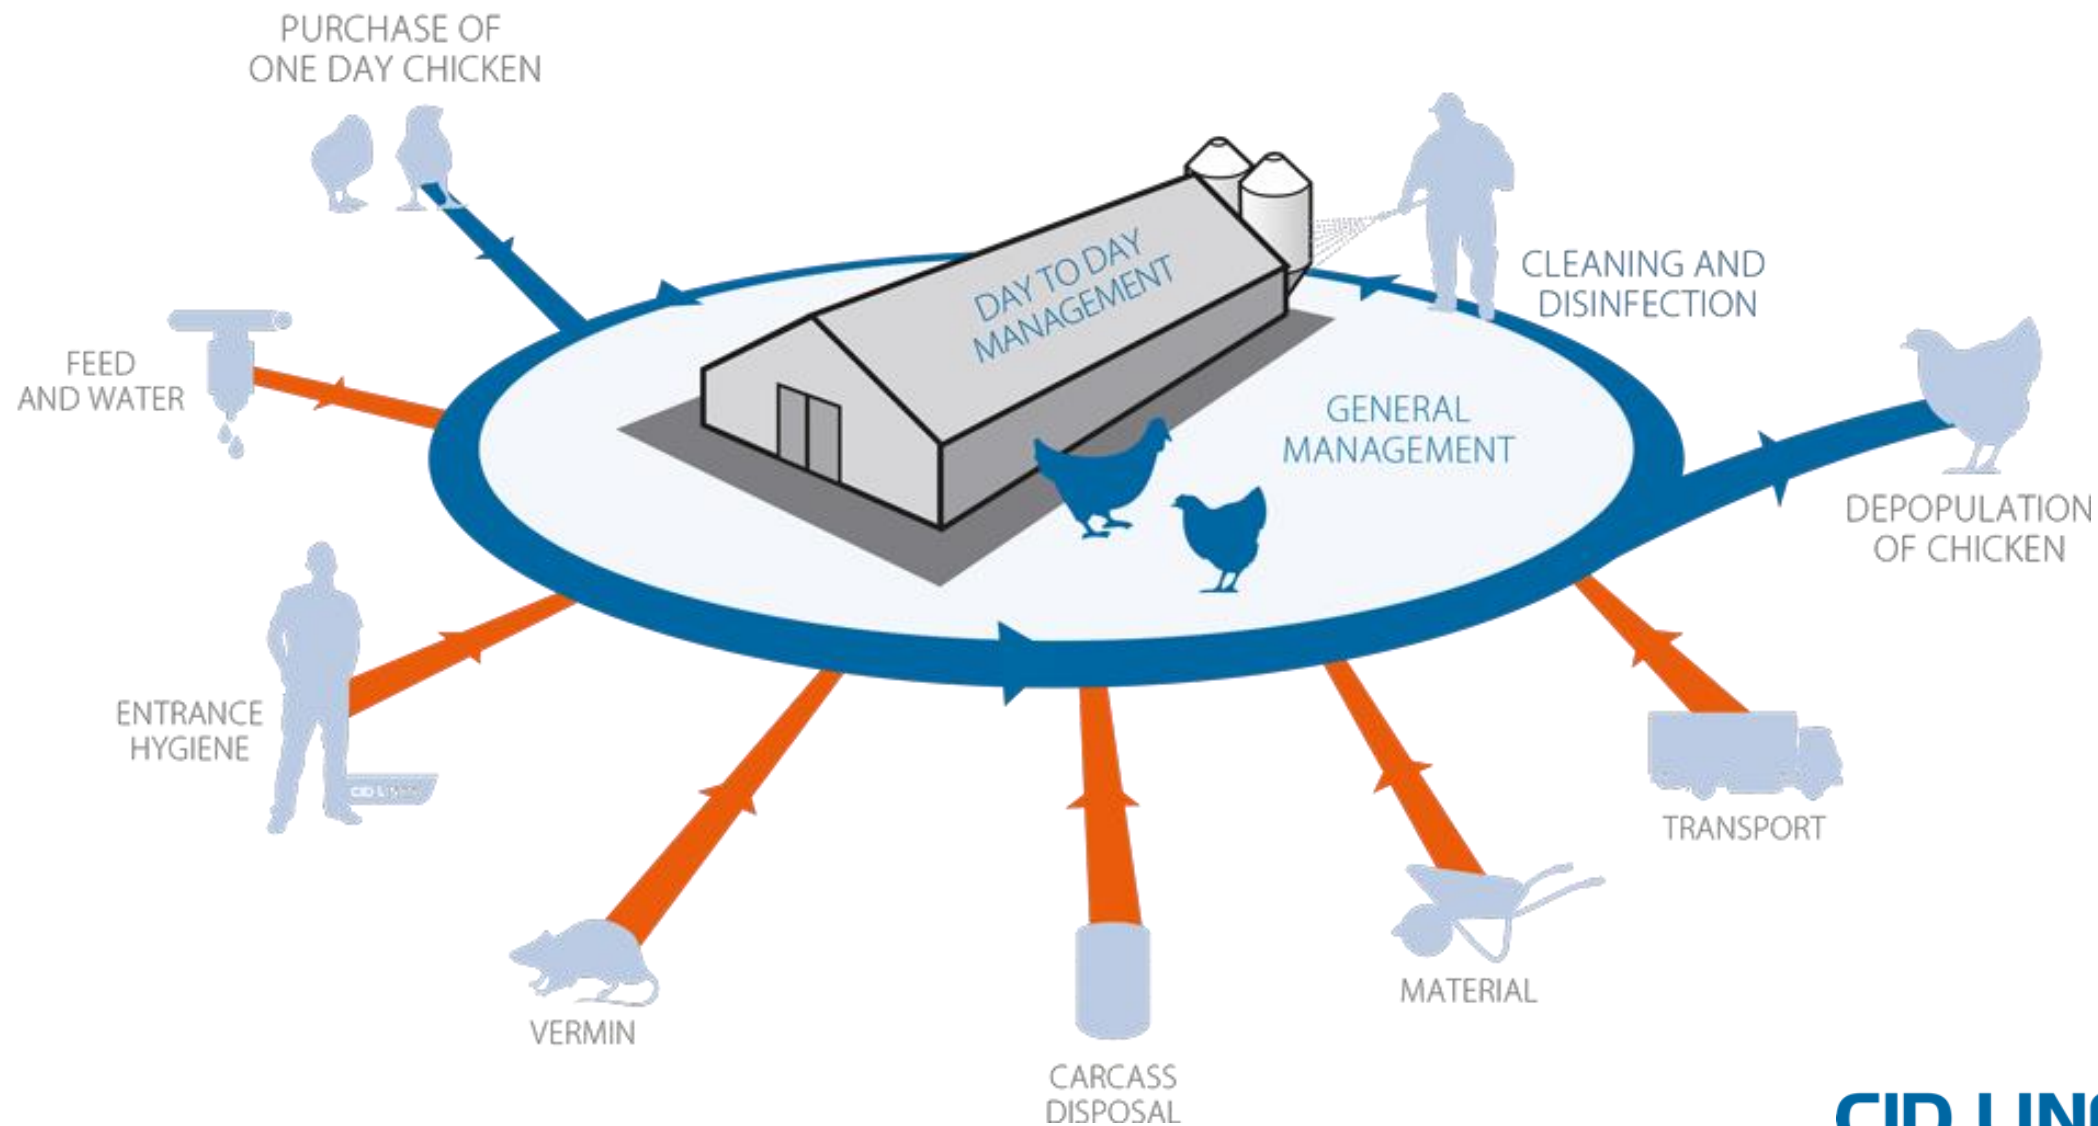 PURCHASE OF
ONE DAY CHICKEN
FEED
AND WATER
DAY TO DAY
MANAGEMENT
CLEANING AND
DISINFECTION
GENERAL
MANAGEMENT
DEPOPULATION
OF CHICKEN
ENTRANCE
HYGIENE
VERMIN
CARCASS
DISPOSAL
MATERIAL
TRANSPORT
CID